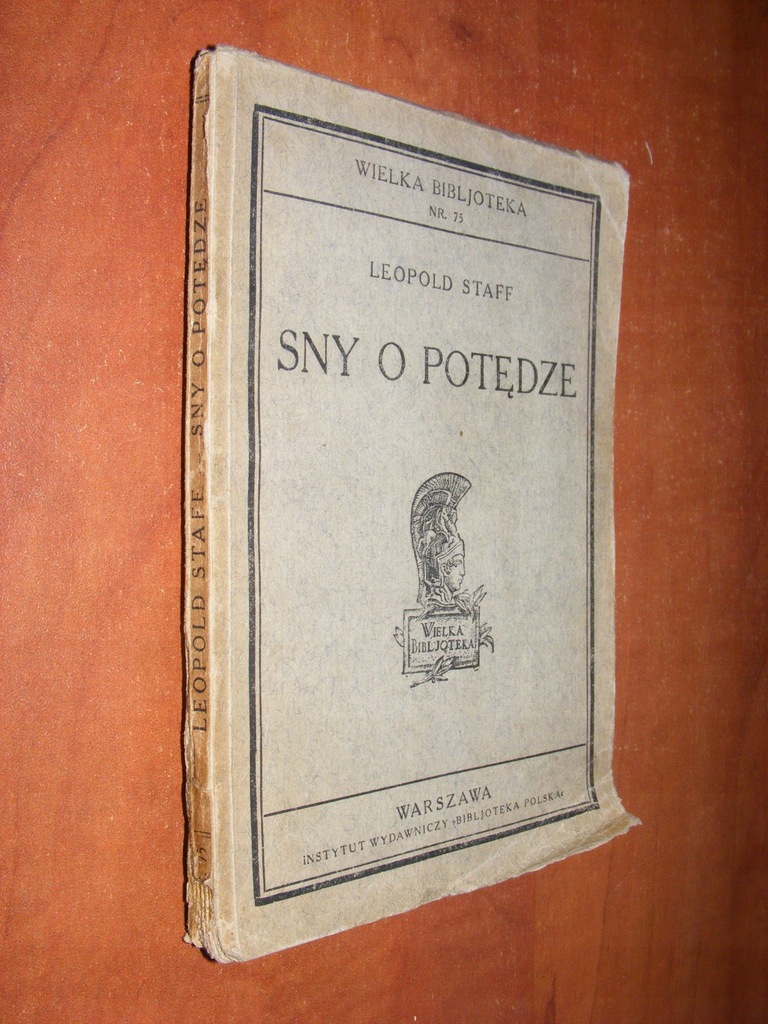 WIELKA BIBLJOTEKA
NR. 75
LEOPOLD STAFF
SNY O POTĘDZE
WIELKA
BIBLJOTEKA
WARSZAWA
INSTYTUT WYDAWNICZY »BIBLJOTEKA POLSKA«
LEOPOLD STAFF — SNY O POTĘDZE
75